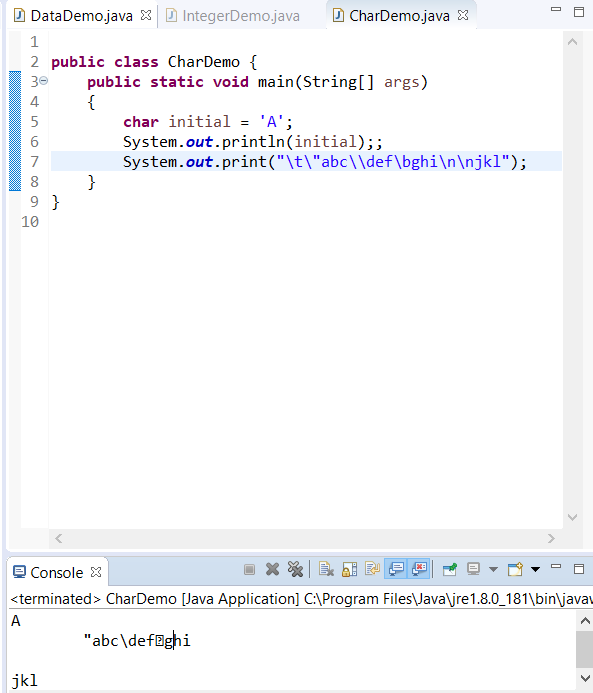 DataDemo.java IntegerDemo.java CharDemo.java
1
2 public class CharDemo {
3 public static void main(String[] args)
4 {
5 char initial = 'A';
6 System.out.println(initial);;
7 System.out.print("\t\"abc\\def\bghi\n\njkl");
8 }
9 }
10
Console
<terminated> CharDemo [Java Application] C:\Program Files\Java\jre1.8.0_181\bin\javaw
A
"abc\def▯ghi
jkl